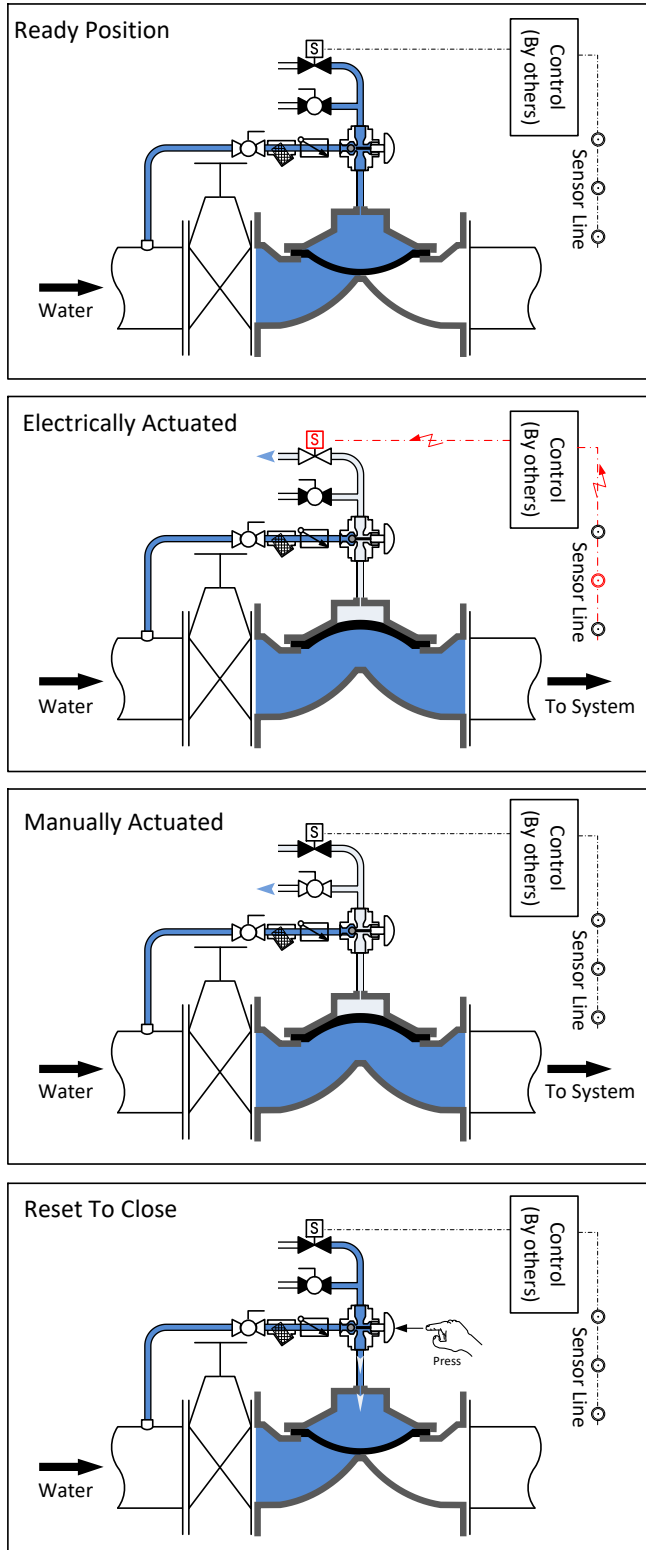 Ready Position
S
Control
(By others)
Sensor Line
Water
Electrically Actuated
S
Control
(By others)
Sensor Line
Water
To System
Manually Actuated
S
Control
(By others)
Sensor Line
Water
To System
Reset To Close
S
Control
(By others)
Press
Sensor Line
Water